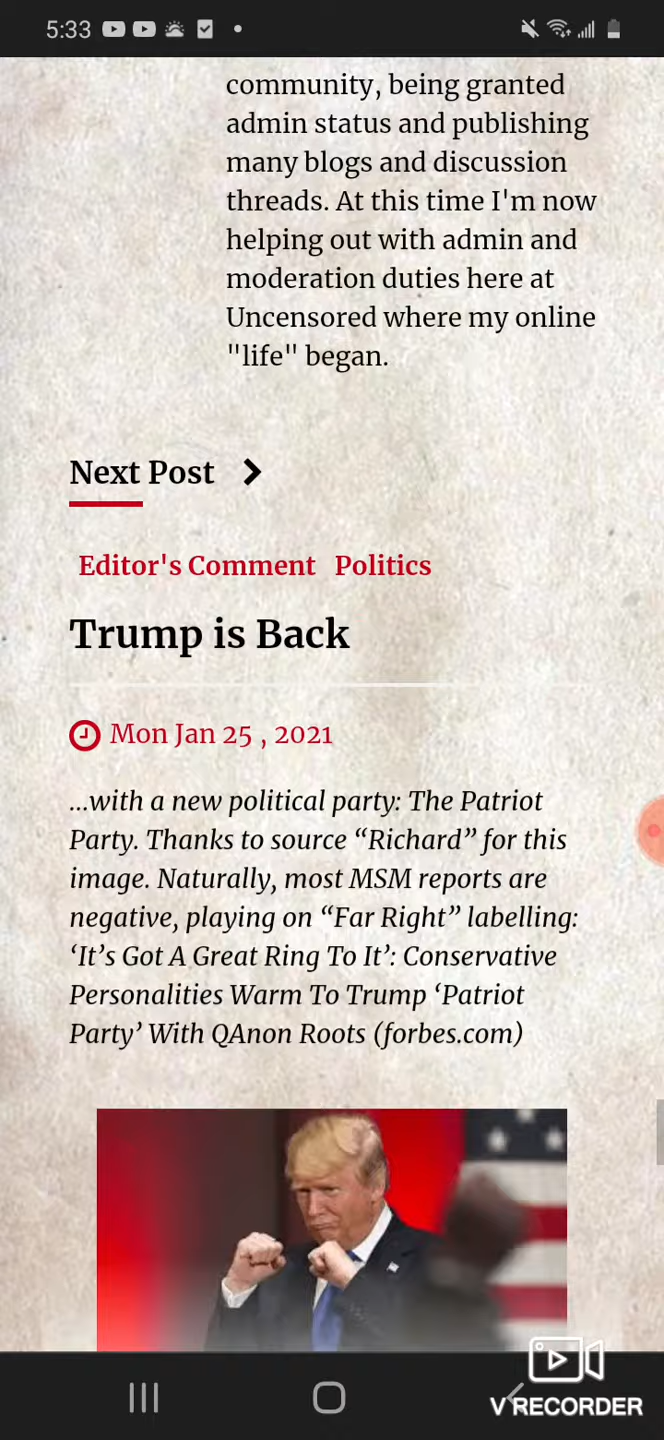 5:33
community, being granted
admin status and publishing
many blogs and discussion
threads. At this time I'm now
helping out with admin and
moderation duties here at
Uncensored where my online
"life" began.
Next Post
Editor's Comment Politics
Trump is Back
Mon Jan 25 , 2021
...with a new political party: The Patriot
Party. Thanks to source “Richard” for this
image. Naturally, most MSM reports are
negative, playing on “Far Right” labelling:
‘It’s Got A Great Ring To It’: Conservative
Personalities Warm To Trump ‘Patriot
Party’ With QAnon Roots (forbes.com)
V RECORDER